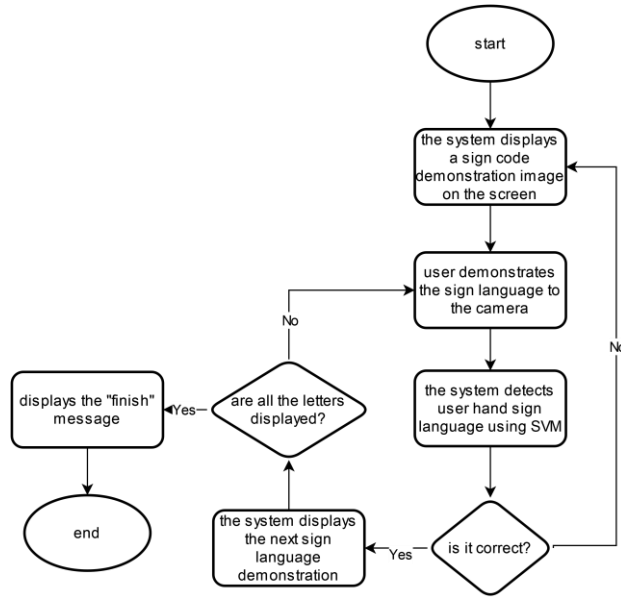 start
the system displays
a sign code
demonstration image
on the screen
user demonstrates
the sign language to
the camera
No
No
the system detects
user hand sign
language using SVM
are all the letters
displayed?
Yes
displays the "finish"
message
end
the system displays
the next sign
language
demonstration
Yes
is it correct?